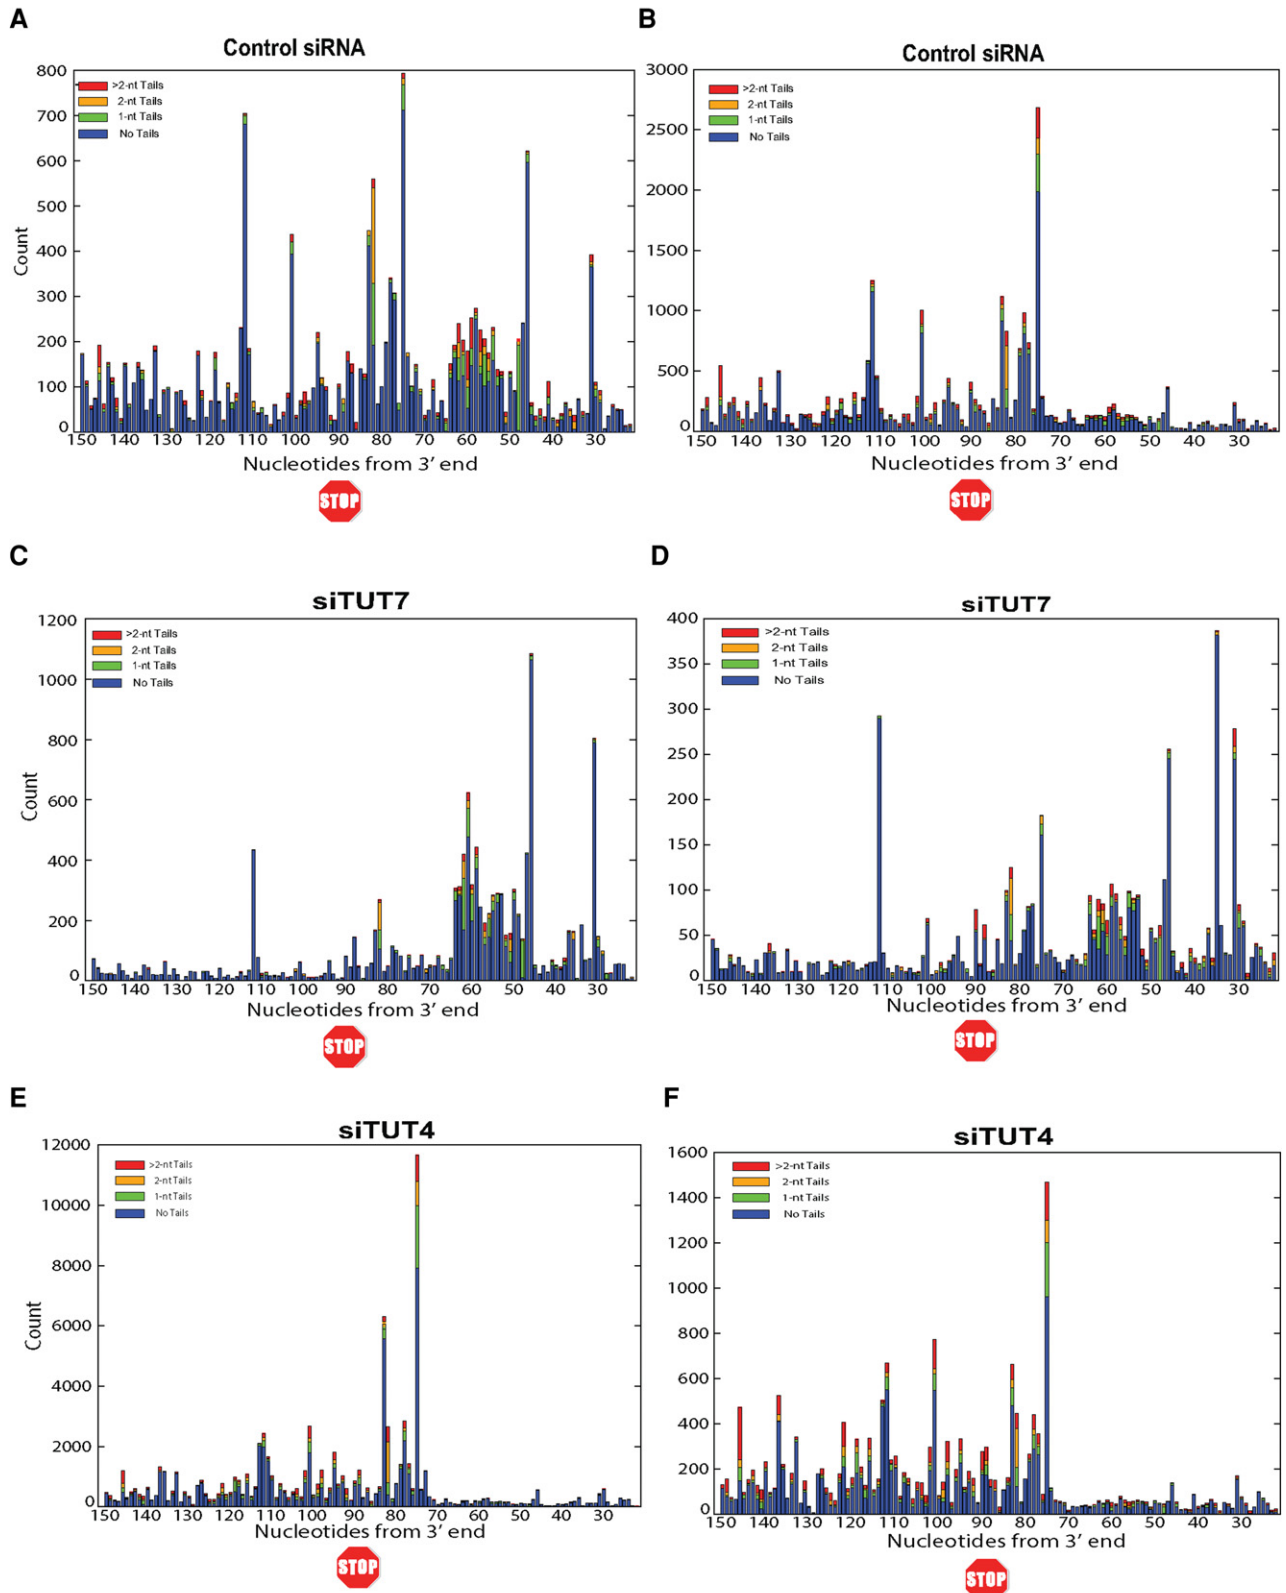 A
Control siRNA
800
700
600
500
400
300
200
100
0
Count
>2-nt Tails
2-nt Tails
1-nt Tails
No Tails
150 140 130 120 110 100 90 80 70 60 50 40 30
Nucleotides from 3′ end
STOP
B
Control siRNA
3000
2500
2000
1500
1000
500
0
>2-nt Tails
2-nt Tails
1-nt Tails
No Tails
150 140 130 120 110 100 90 80 70 60 50 40 30
Nucleotides from 3′ end
STOP
C
siTUT7
1200
1000
800
600
400
200
0
Count
>2-nt Tails
2-nt Tails
1-nt Tails
No Tails
150 140 130 120 110 100 90 80 70 60 50 40 30
Nucleotides from 3′ end
STOP
D
siTUT7
400
350
300
250
200
150
100
50
0
>2-nt Tails
2-nt Tails
1-nt Tails
No Tails
150 140 130 120 110 100 90 80 70 60 50 40 30
Nucleotides from 3′ end
STOP
E
siTUT4
12000
10000
8000
6000
4000
2000
0
Count
>2-nt Tails
2-nt Tails
1-nt Tails
No Tails
150 140 130 120 110 100 90 80 70 60 50 40 30
Nucleotides from 3′ end
STOP
F
siTUT4
1600
1400
1200
1000
800
600
400
200
0
>2-nt Tails
2-nt Tails
1-nt Tails
No Tails
150 140 130 120 110 100 90 80 70 60 50 40 30
Nucleotides from 3′ end
STOP